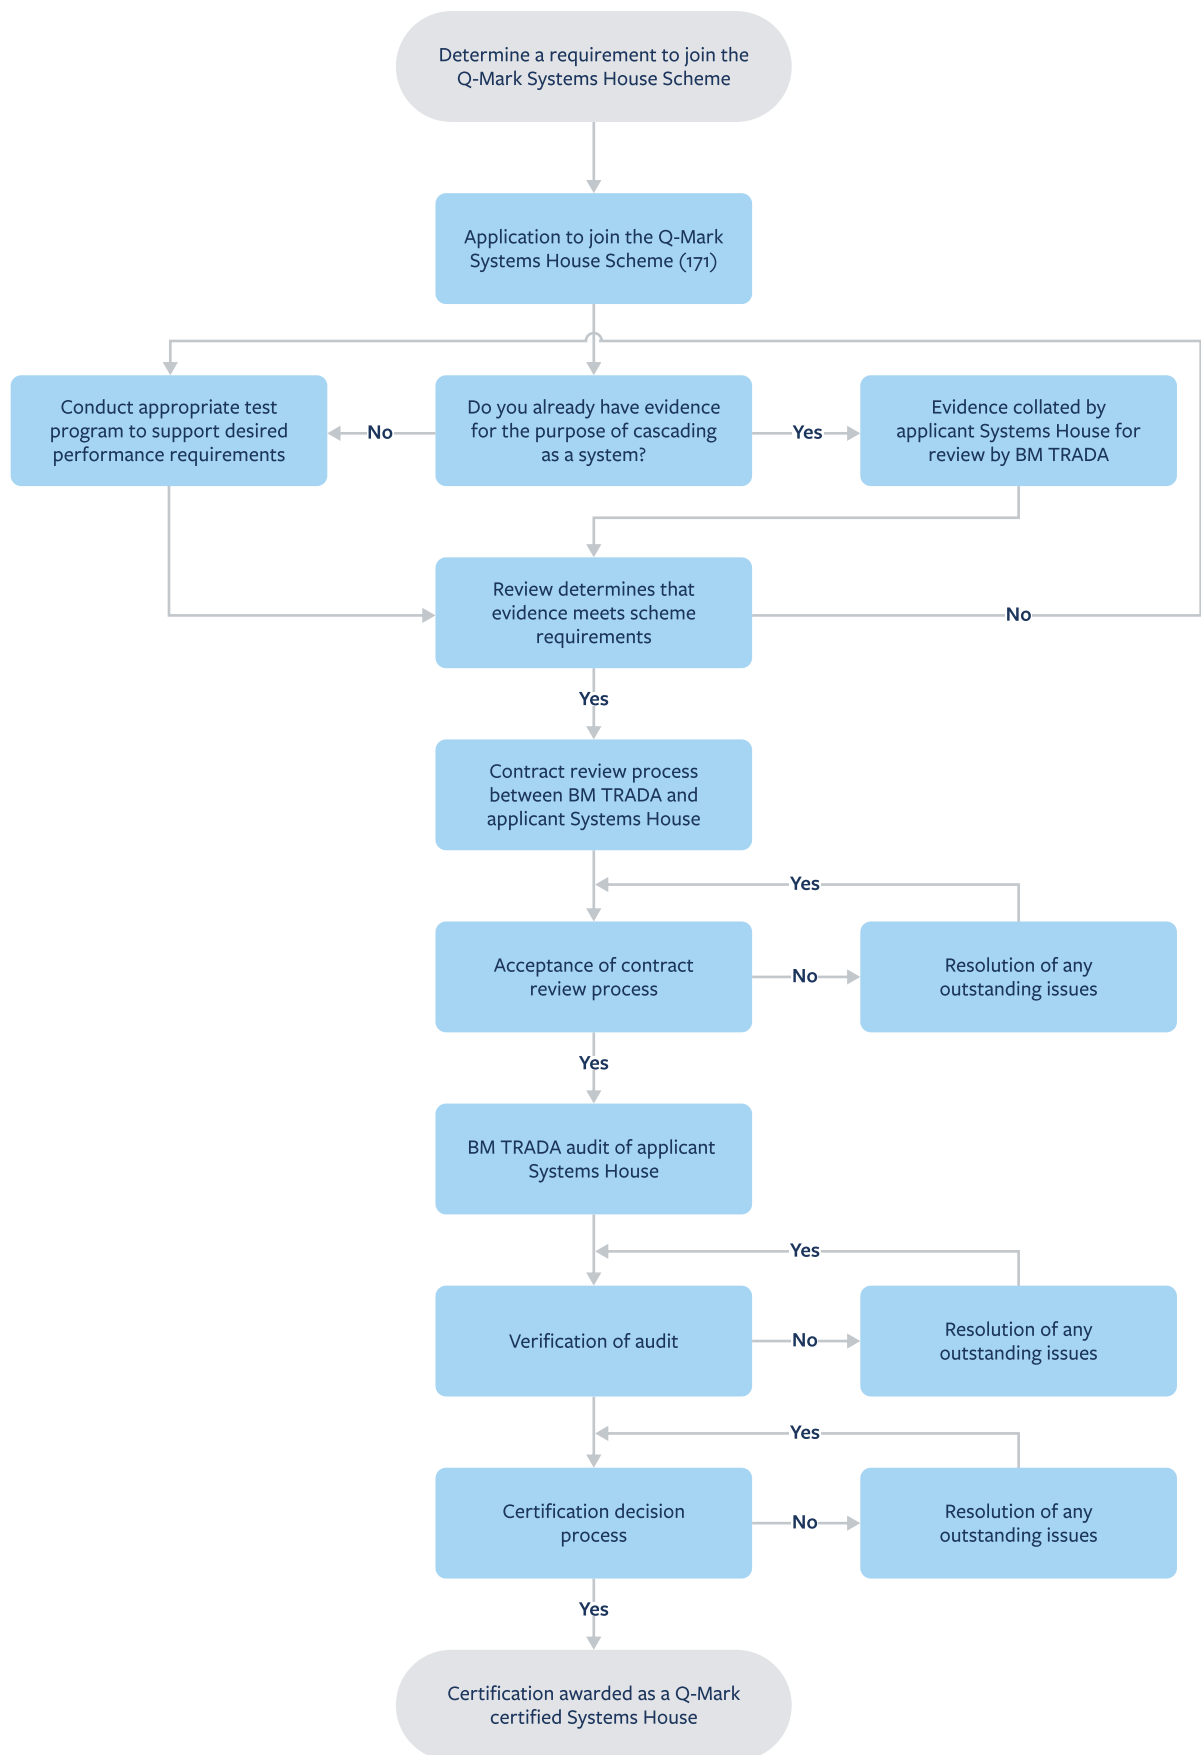 Determine a requirement to join the
Q-Mark Systems House Scheme
Application to join the Q-Mark
Systems House Scheme (171)
Conduct appropriate test
program to support desired
performance requirements
No
Do you already have evidence
for the purpose of cascading
as a system?
Yes
Evidence collated by
applicant Systems House for
review by BM TRADA
Review determines that
evidence meets scheme
requirements
No
Yes
Contract review process
between BM TRADA and
applicant Systems House
Yes
Acceptance of contract
review process
No
Resolution of any
outstanding issues
Yes
BM TRADA audit of applicant
Systems House
Yes
Verification of audit
No
Resolution of any
outstanding issues
Yes
Certification decision
process
No
Resolution of any
outstanding issues
Yes
Certification awarded as a Q-Mark
certified Systems House